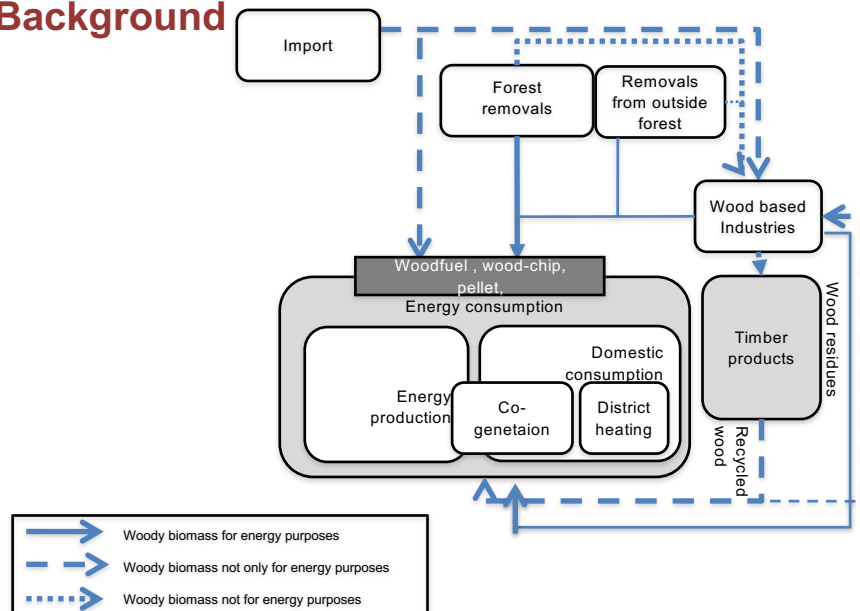 Background
Import
Forest
removals
Removals
from outside
forest
Wood based
Industries
Woodfuel , wood-chip,
pellet,
Energy consumption
Domestic
consumption
Energy
production
Co-
genetaion
District
heating
Timber
products
Wood residues
Recycled
wood
Woody biomass for energy purposes
Woody biomass not only for energy purposes
Woody biomass not for energy purposes